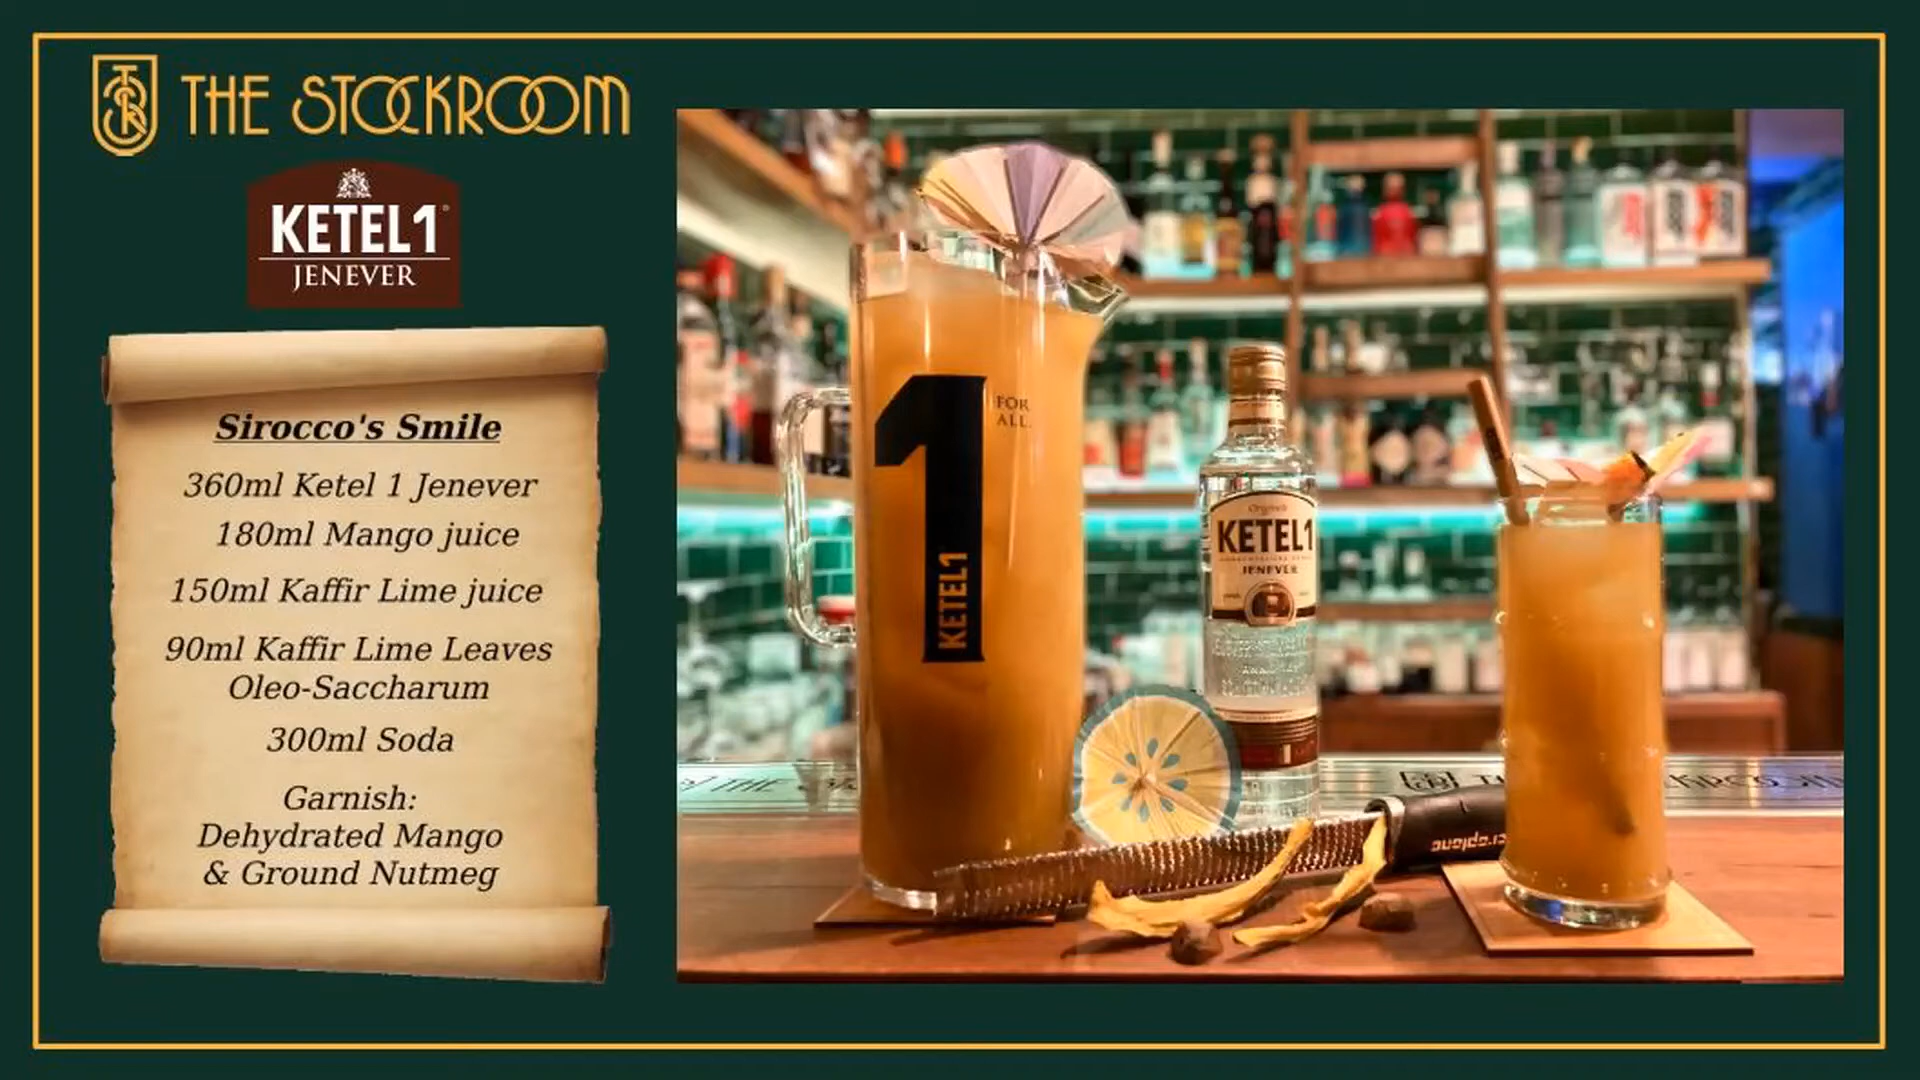 THE STOCKROOM
KETEL1
JENEVER
Sirocco's Smile
360ml Ketel 1 Jenever
180ml Mango juice
150ml Kaffir Lime juice
90ml Kaffir Lime Leaves
Oleo-Saccharum
300ml Soda
Garnish:
Dehydrated Mango
& Ground Nutmeg
1
FOR
ALL.
KETEL1
KETEL1
JENEVER